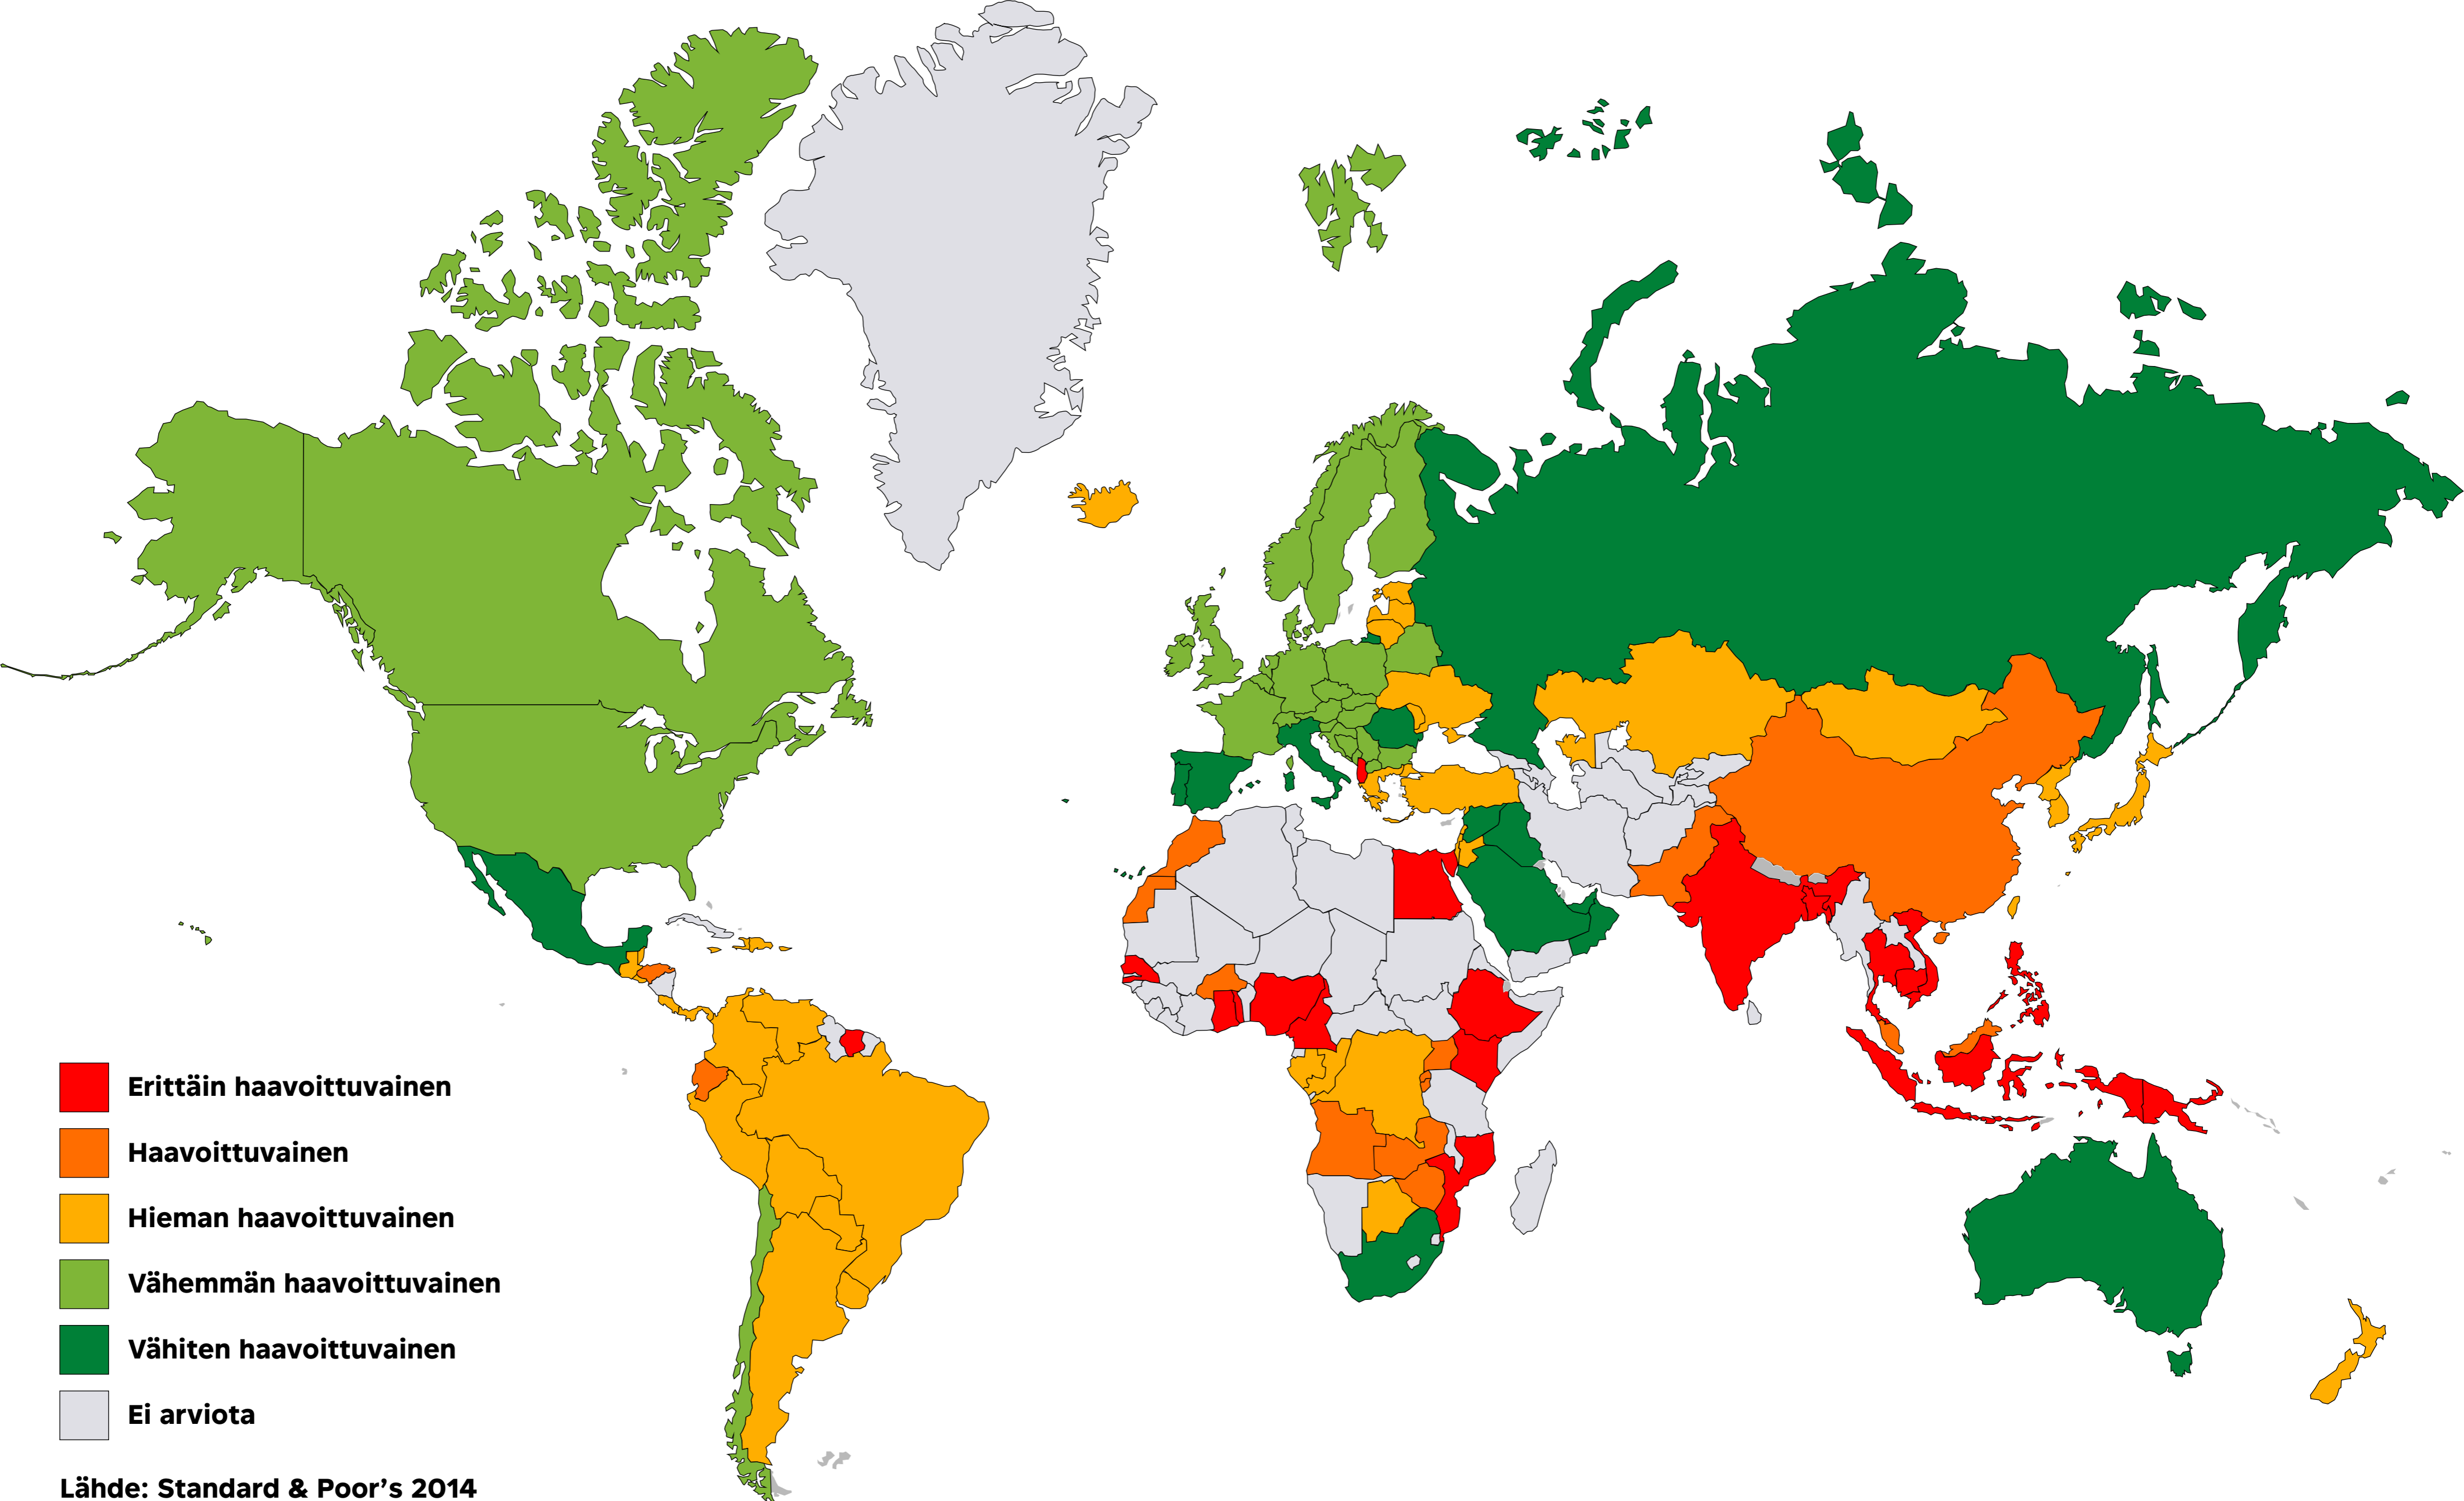 Erittäin haavoittuvainen
Haavoittuvainen
Hieman haavoittuvainen
Vähemmän haavoittuvainen
Vähiten haavoittuvainen
Ei arviota
Lähde: Standard & Poor’s 2014